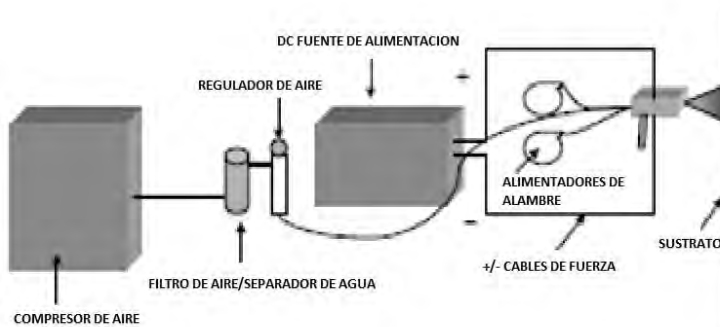 DC FUENTE DE ALIMENTACION
REGULADOR DE AIRE
+
ALIMENTADORES DE
ALAMBRE
-
SUSTRATO
+/- CABLES DE FUERZA
FILTRO DE AIRE/SEPARADOR DE AGUA
COMPRESOR DE AIRE